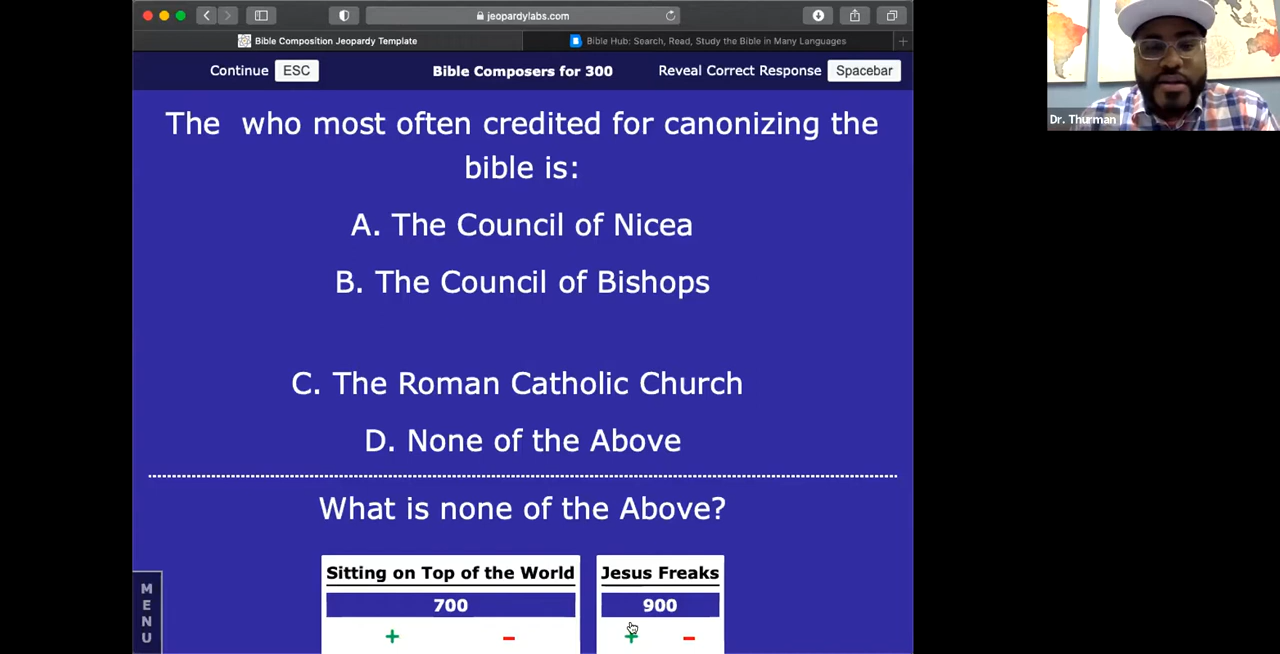 jeopardylabs.com
Bible Composition Jeopardy Template
Bible Hub: Search, Read, Study the Bible in Many Languages
Continue ESC
Bible Composers for 300
Reveal Correct Response Spacebar
The who most often credited for canonizing the
bible is:
A. The Council of Nicea
B. The Council of Bishops
C. The Roman Catholic Church
D. None of the Above
What is none of the Above?
Sitting on Top of the World
700
+ −
Jesus Freaks
900
+ −
MENU
Dr. Thurman